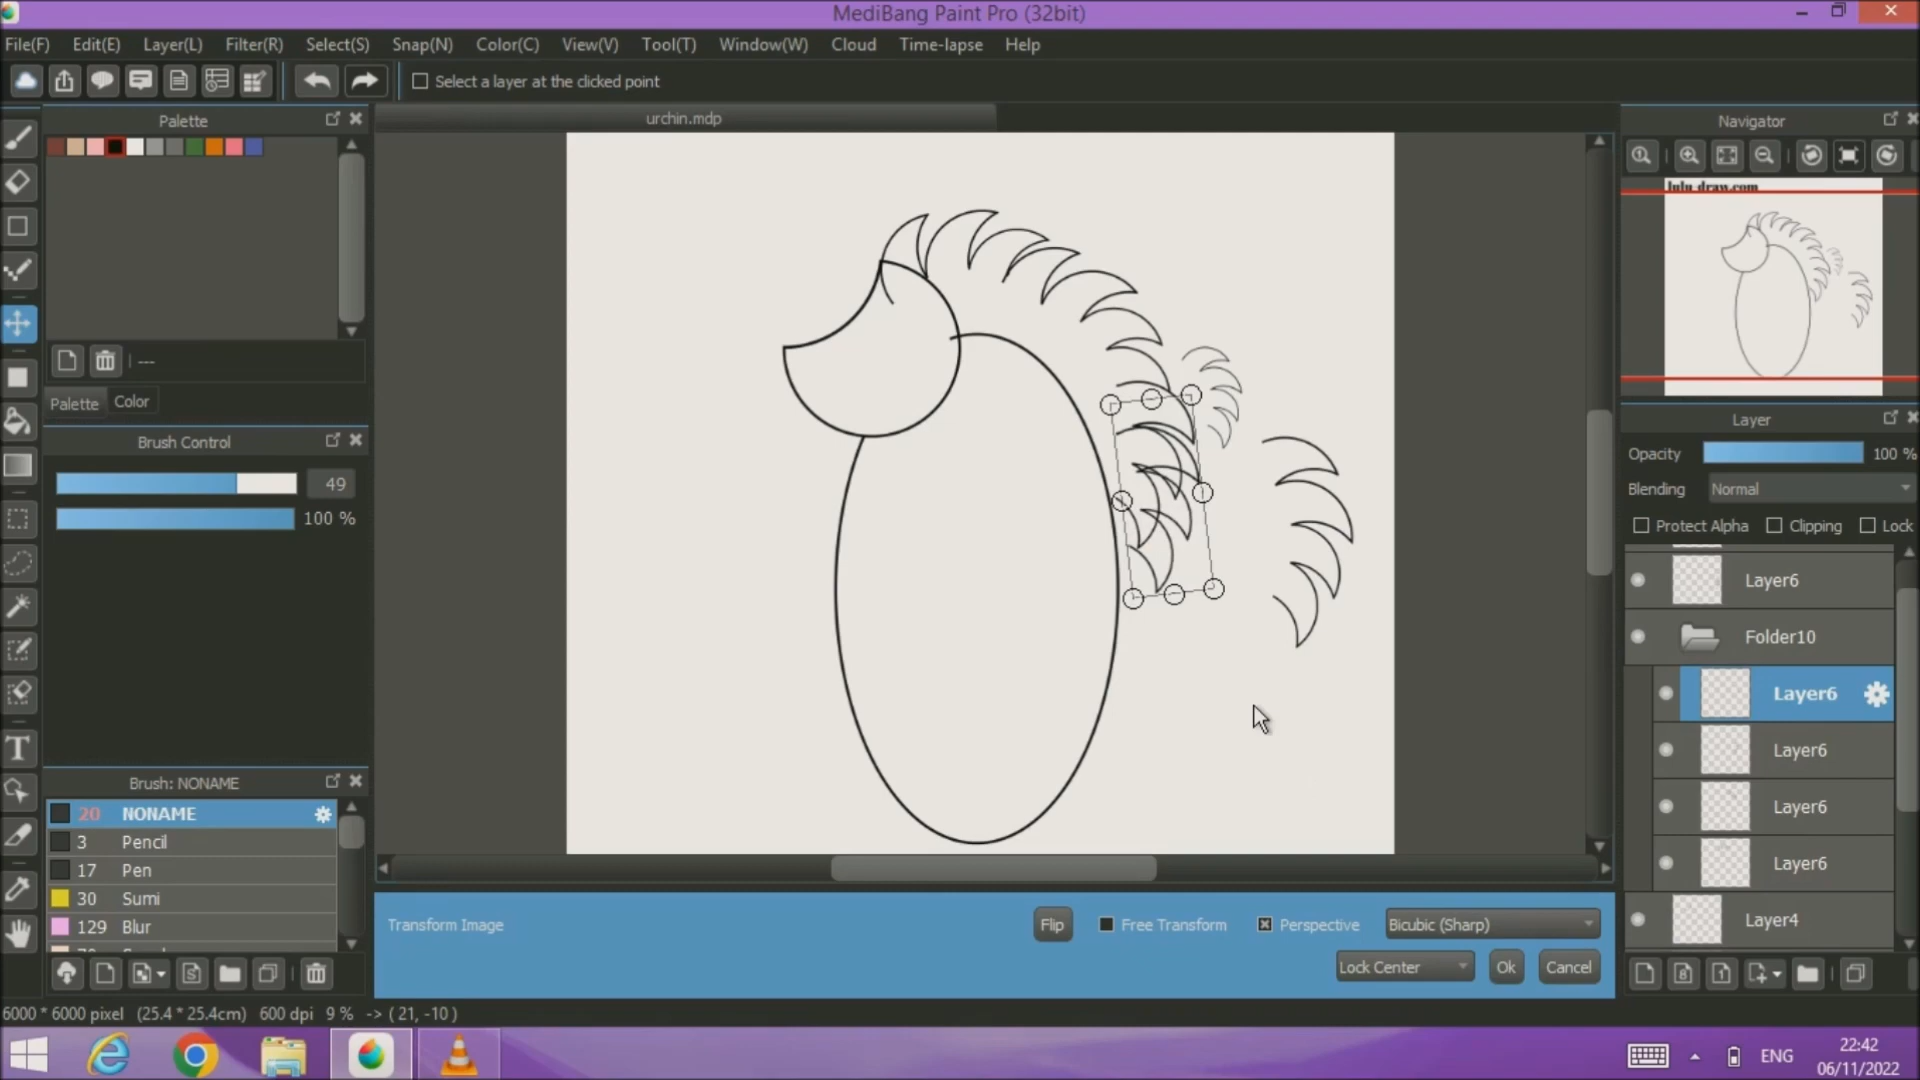 MediBang Paint Pro (32bit)
File(F) Edit(E) Layer(L) Filter(R) Select(S) Snap(N) Color(C) View(V) Tool(T) Window(W) Cloud Time-lapse Help
Select a layer at the clicked point
Palette
urchin.mdp
Navigator
lulu-draw.com
---
Palette Color
Brush Control
49
100 %
Layer
Opacity 100 %
Blending Normal
Protect Alpha Clipping Lock
Layer6
Folder10
Layer6
Layer6
Layer6
Layer6
Layer4
Brush: NONAME
20 NONAME
3 Pencil
17 Pen
30 Sumi
129 Blur
Transform Image Flip Free Transform Perspective Bicubic (Sharp)
Lock Center Ok Cancel
6000 * 6000 pixel (25.4 * 25.4cm) 600 dpi 9 % -> ( 21, -10 )
ENG
22:42
06/11/2022